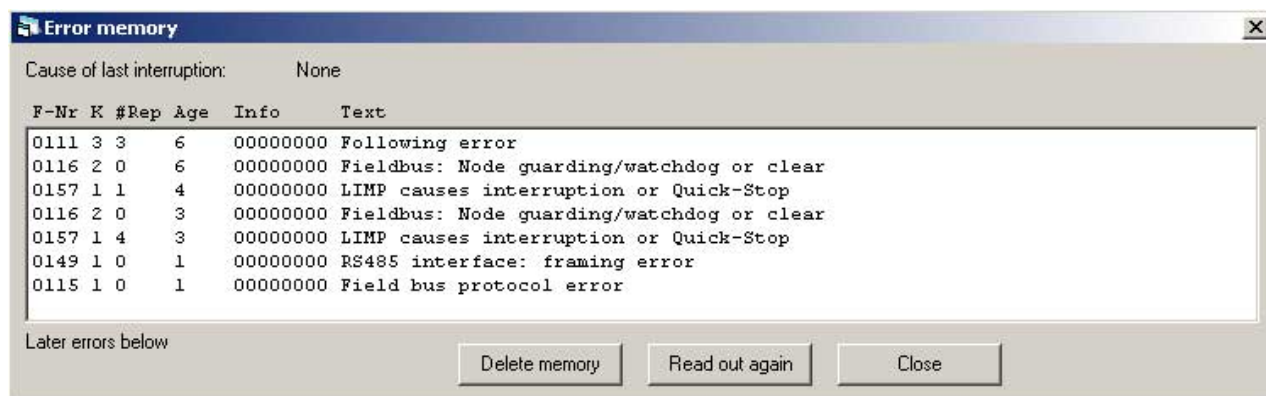 Error memory
Cause of last interruption: None
F-Nr K #Rep Age Info Text
0111 3 3 6 00000000 Following error
0116 2 0 6 00000000 Fieldbus: Node guarding/watchdog or clear
0157 1 1 4 00000000 LIMP causes interruption or Quick-Stop
0116 2 0 3 00000000 Fieldbus: Node guarding/watchdog or clear
0157 1 4 3 00000000 LIMP causes interruption or Quick-Stop
0149 1 0 1 00000000 RS485 interface: framing error
0115 1 0 1 00000000 Field bus protocol error
Later errors below
Delete memory Read out again Close